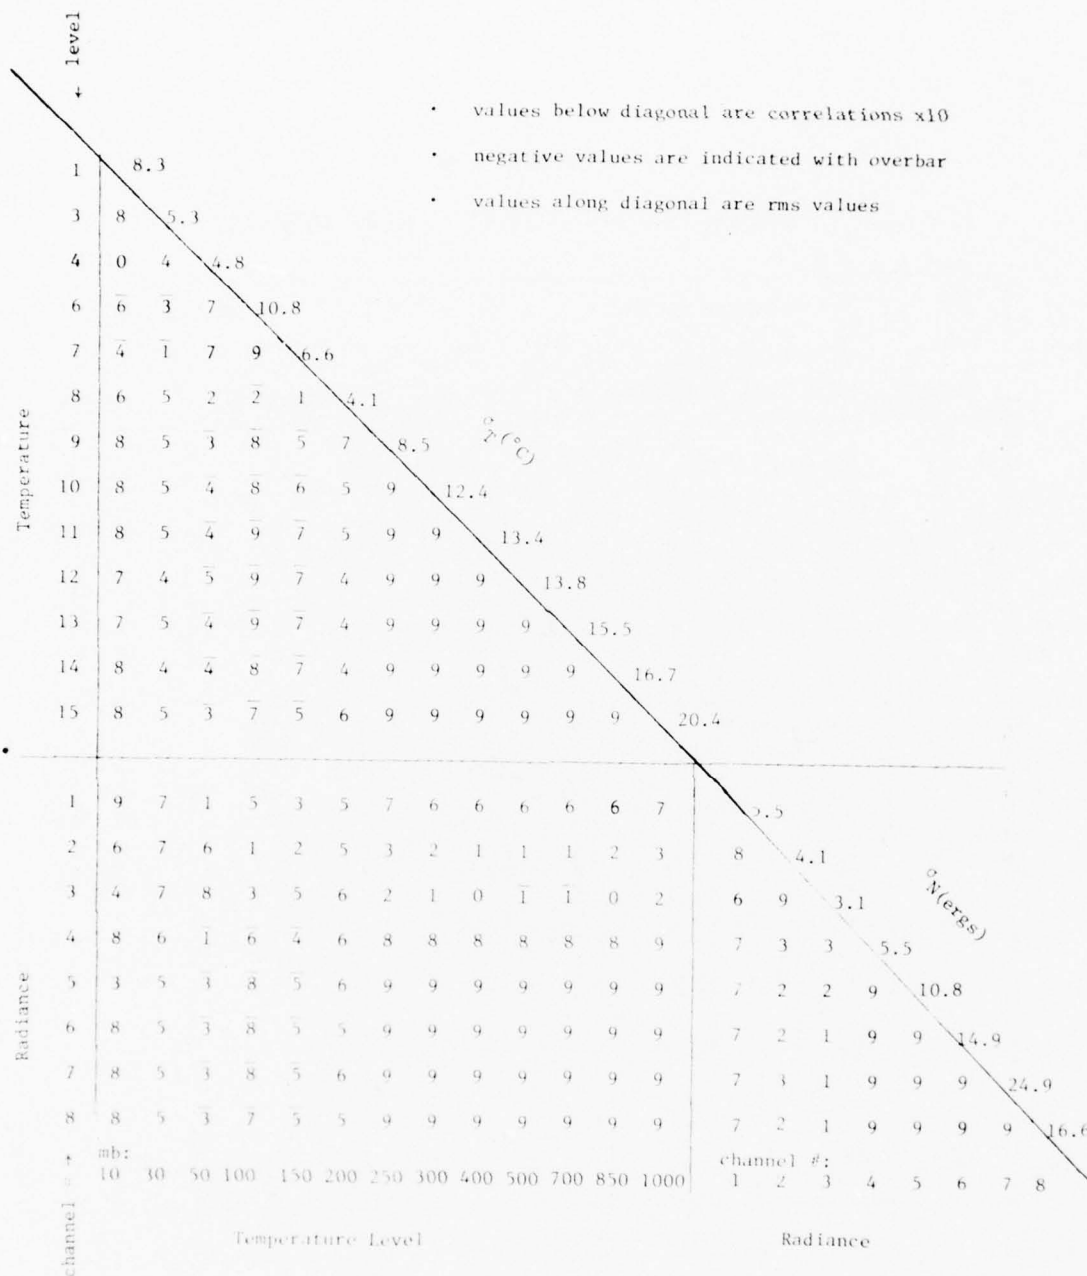 ↓ level
• values below diagonal are correlations x10
• negative values are indicated with overbar
• values along diagonal are rms values
1 8.3
3 8 5.3
4 0 4 4.8
6 6̅ 3̅ 7 10.8
7 4̅ 1̅ 7 9 6.6
8 6 5 2 2̅ 1 4.1
9 8 5 3̅ 8̅ 5̅ 7 8.5
σT(°C)
10 8 5 4̅ 8̅ 6̅ 5 9 12.4
Temperature
11 8 5 4̅ 9̅ 7̅ 5 9 9 13.4
12 7 4 5̅ 9̅ 7̅ 4 9 9 9 13.8
13 7 5 4̅ 9̅ 7̅ 4 9 9 9 9 15.5
14 8 4 4̅ 8̅ 7̅ 4 9 9 9 9 9 16.7
15 8 5 3̅ 7̅ 5̅ 6 9 9 9 9 9 9 20.4
1 9 7 1 5̅ 3̅ 5 7 6 6 6 6 6 7 5.5
2 6 7 6 1 2 5 3 2 1 1 1 2 3 8 4.1
3 4 7 8 3 5 6 2 1 0 1̅ 1̅ 0 2 6 9 3.1
σN(ergs)
4 8 6 1̅ 6̅ 4̅ 6 8 8 8 8 8 8 9 7 3 3 5.5
5 3 5 3̅ 8̅ 5̅ 6 9 9 9 9 9 9 9 7 2 2 9 10.8
Radiance
6 8 5 3̅ 8̅ 5̅ 5 9 9 9 9 9 9 9 7 2 1 9 9 14.9
7 8 5 3̅ 8̅ 5̅ 6 9 9 9 9 9 9 9 7 3 1 9 9 9 24.9
8 8 5 3̅ 7̅ 5̅ 5 9 9 9 9 9 9 9 7 2 1 9 9 9 9 16.6
mb: channel #:
10 30 50 100 150 200 250 300 400 500 700 850 1000 1 2 3 4 5 6 7 8
channel # ↑
Temperature Level Radiance